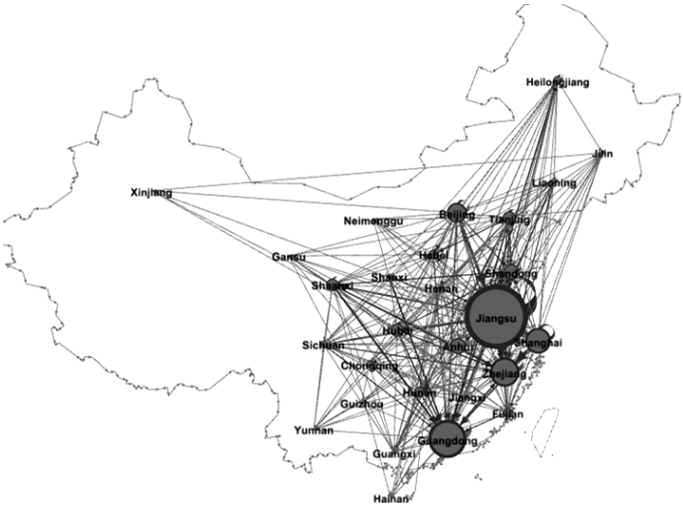 Heilongjiang
Jilin
Liaoning
Xinjiang
Beijing
Neimenggu
Tianjing
Hebei
Gansu
Shandong
Shanxi
Shaanxi
Henan
Jiangsu
Hubei
Shanghai
Sichuan
Anhui
Chongqing
Zhejiang
Hunan
Jiangxi
Guizhou
Fujian
Yunnan
Guangdong
Guangxi
Hainan